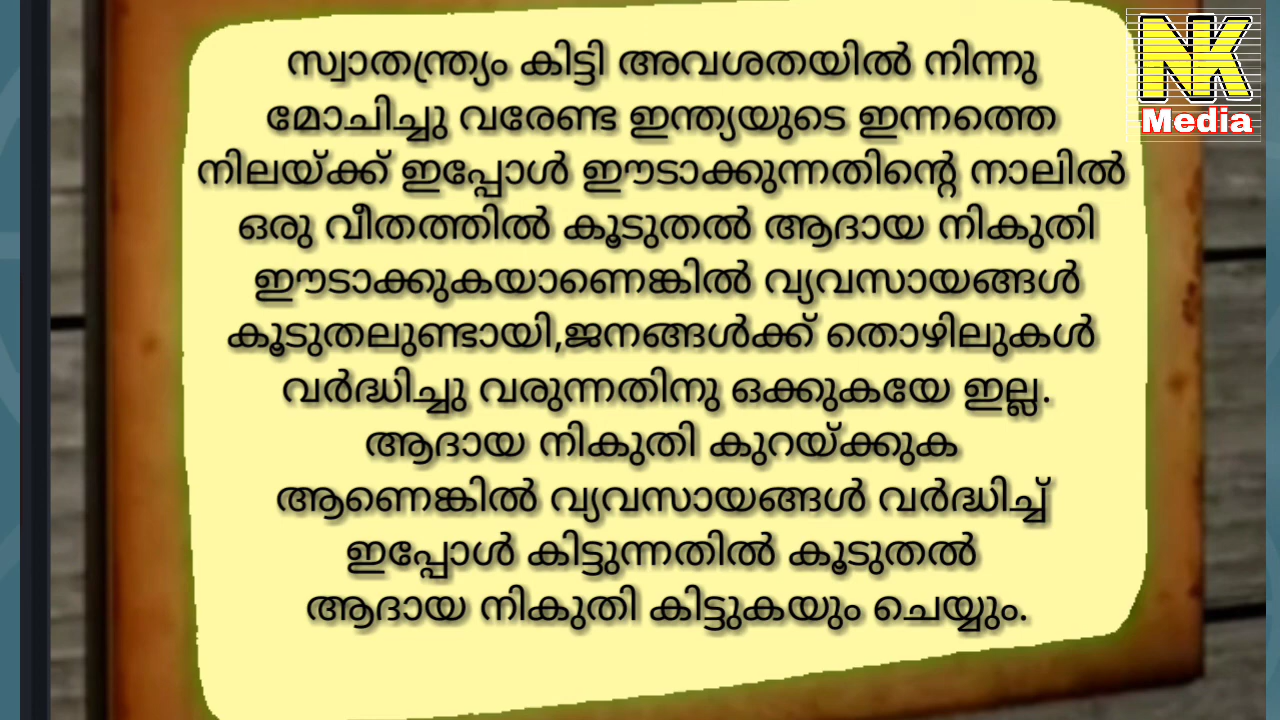 സ്വാതന്ത്ര്യം കിട്ടി അവശതയിൽ നിന്നു
മോചിച്ചു വരേണ്ട ഇന്ത്യയുടെ ഇന്നത്തെ
നിലയ്ക്ക് ഇപ്പോൾ ഈടാക്കുന്നതിന്റെ നാലിൽ
ഒരു വീതത്തിൽ കൂടുതൽ ആദായ നികുതി
ഈടാക്കുകയാണെങ്കിൽ വ്യവസായങ്ങൾ
കൂടുതലുണ്ടായി,ജനങ്ങൾക്ക് തൊഴിലുകൾ
വർദ്ധിച്ചു വരുന്നതിനു ഒക്കുകയേ ഇല്ല.
ആദായ നികുതി കുറയ്ക്കുക
ആണെങ്കിൽ വ്യവസായങ്ങൾ വർദ്ധിച്ച്
ഇപ്പോൾ കിട്ടുന്നതിൽ കൂടുതൽ
ആദായ നികുതി കിട്ടുകയും ചെയ്യും.
NK
Media